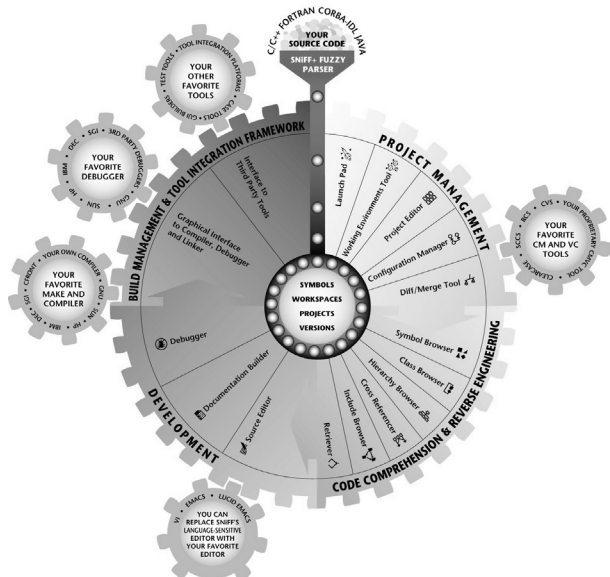 C/C++ FORTRAN CORBA-IDL JAVA
YOUR
SOURCE CODE
SNiFF+ FUZZY
PARSER
TEST TOOLS • TOOL INTEGRATION PLATFORMS • CASE TOOLS • GUI BUILDERS •
YOUR
OTHER
FAVORITE
TOOLS
IBM • DEC • SGI • 3RD PARTY DEBUGGERS • GNU • SUN • HP •
YOUR
FAVORITE
DEBUGGER
DEC • SGI • CFRONT • YOUR OWN COMPILER • GNU • SUN • HP • IBM •
YOUR
FAVORITE
MAKE AND
COMPILER
CLEARCASE • SCCS • RCS • CVS • YOUR PROPRIETARY CM/VC TOOL
YOUR
FAVORITE
CM AND VC
TOOLS
VI • EMACS • LUCID EMACS
YOU CAN
REPLACE SNiFF'S
LANGUAGE-SENSITIVE
EDITOR WITH
YOUR FAVORITE
EDITOR
BUILD MANAGEMENT & TOOL INTEGRATION FRAMEWORK
Interface to
Third Party Tools
Graphical Interface
to Compiler, Debugger
and Linker
PROJECT MANAGEMENT
Launch Pad
Working Environments Tool
Project Editor
Configuration Manager
Diff/Merge Tool
SYMBOLS
WORKSPACES
PROJECTS
VERSIONS
CODE COMPREHENSION & REVERSE ENGINEERING
Symbol Browser
Class Browser
Hierarchy Browser
Cross Referencer
Include Browser
Retriever
DEVELOPMENT
Debugger
Documentation Builder
Source Editor